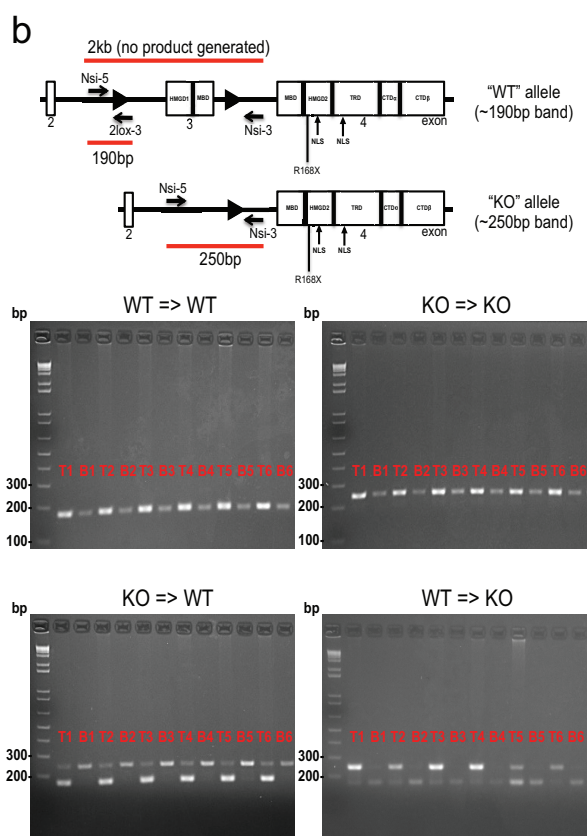 b
2kb (no product generated)
Nsi-5
HMGD1 MBD MBD HMGD2 TRD CTDα CTDβ
"WT" allele
(~190bp band)
2 2lox-3 3 Nsi-3 NLS NLS 4 exon
190bp
R168X
Nsi-5
MBD HMGD2 TRD CTDα CTDβ
"KO" allele
(~250bp band)
2 Nsi-3 NLS NLS 4 exon
250bp
R168X
bp WT => WT
T1 B1 T2 B2 T3 B3 T4 B4 T5 B5 T6 B6
300
200
100
bp KO => KO
T1 B1 T2 B2 T3 B3 T4 B4 T5 B5 T6 B6
300
200
100
bp KO => WT
T1 B1 T2 B2 T3 B3 T4 B4 T5 B5 T6 B6
300
200
bp WT => KO
T1 B1 T2 B2 T3 B3 T4 B4 T5 B5 T6 B6
300
200